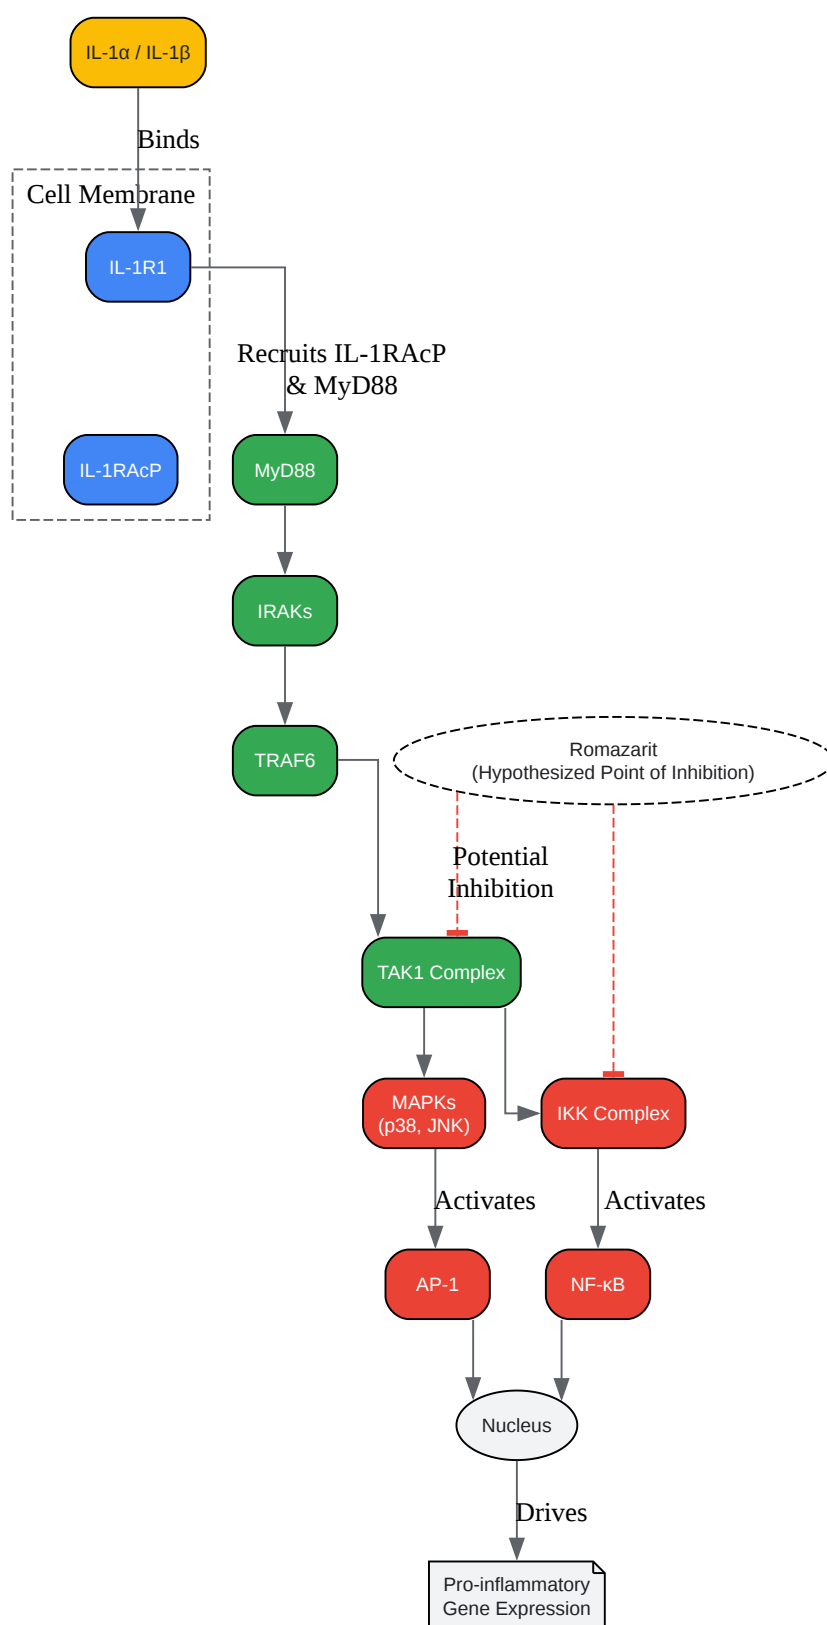 IL-1α / IL-1β
Binds
Cell Membrane
IL-1R1
Recruits IL-1RAcP
& MyD88
IL-1RAcP
MyD88
IRAKs
TRAF6
Romazarit
(Hypothesized Point of Inhibition)
Potential
Inhibition
TAK1 Complex
MAPKs
(p38, JNK)
IKK Complex
Activates
Activates
AP-1
NF-κB
Nucleus
Drives
Pro-inflammatory
Gene Expression